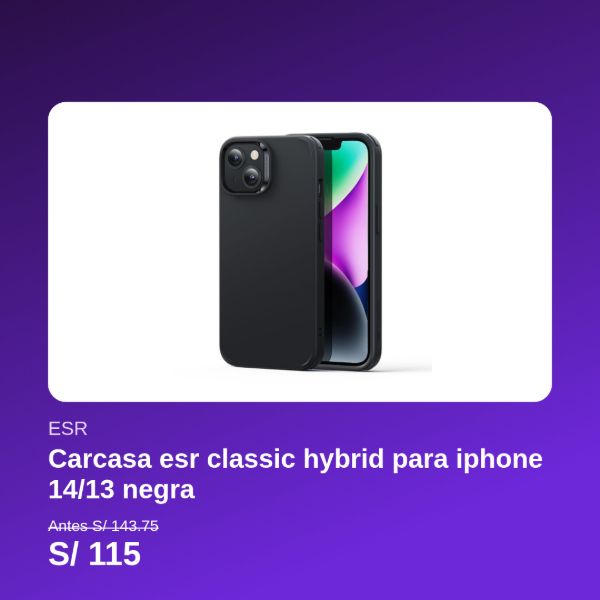 ESR
Carcasa esr classic hybrid para iphone
14/13 negra
Antes S/ 143.75
S/ 115